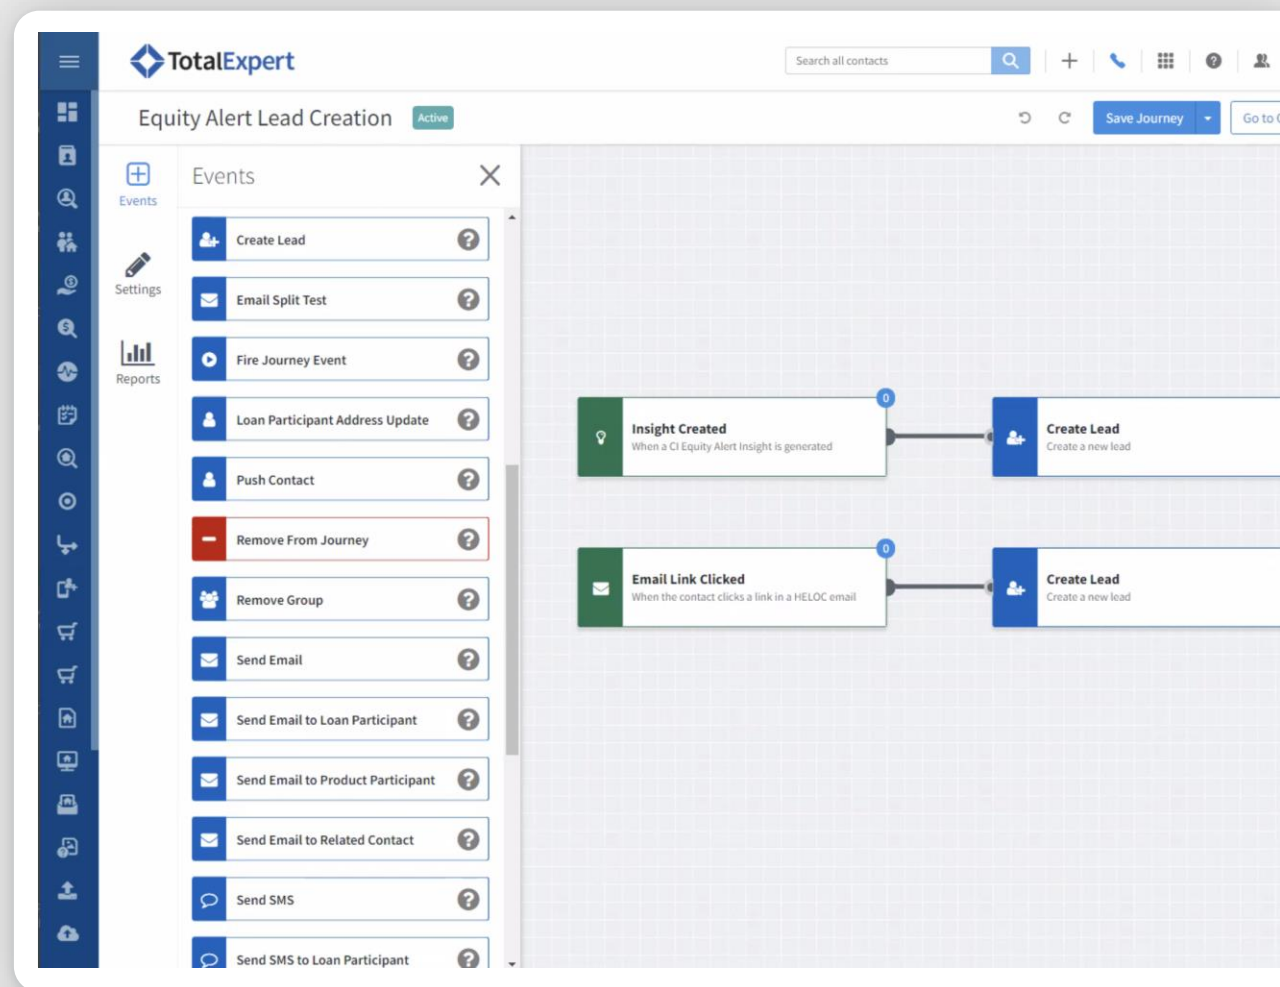 TotalExpert
Search all contacts
Equity Alert Lead Creation
Active
Save Journey
Go to
Events
Settings
Reports
Events
Create Lead
Email Split Test
Fire Journey Event
Loan Participant Address Update
Push Contact
Remove From Journey
Remove Group
Send Email
Send Email to Loan Participant
Send Email to Product Participant
Send Email to Related Contact
Send SMS
Send SMS to Loan Participant
0
Insight Created
When a CI Equity Alert Insight is generated
Create Lead
Create a new lead
0
Email Link Clicked
When the contact clicks a link in a HELOC email
Create Lead
Create a new lead